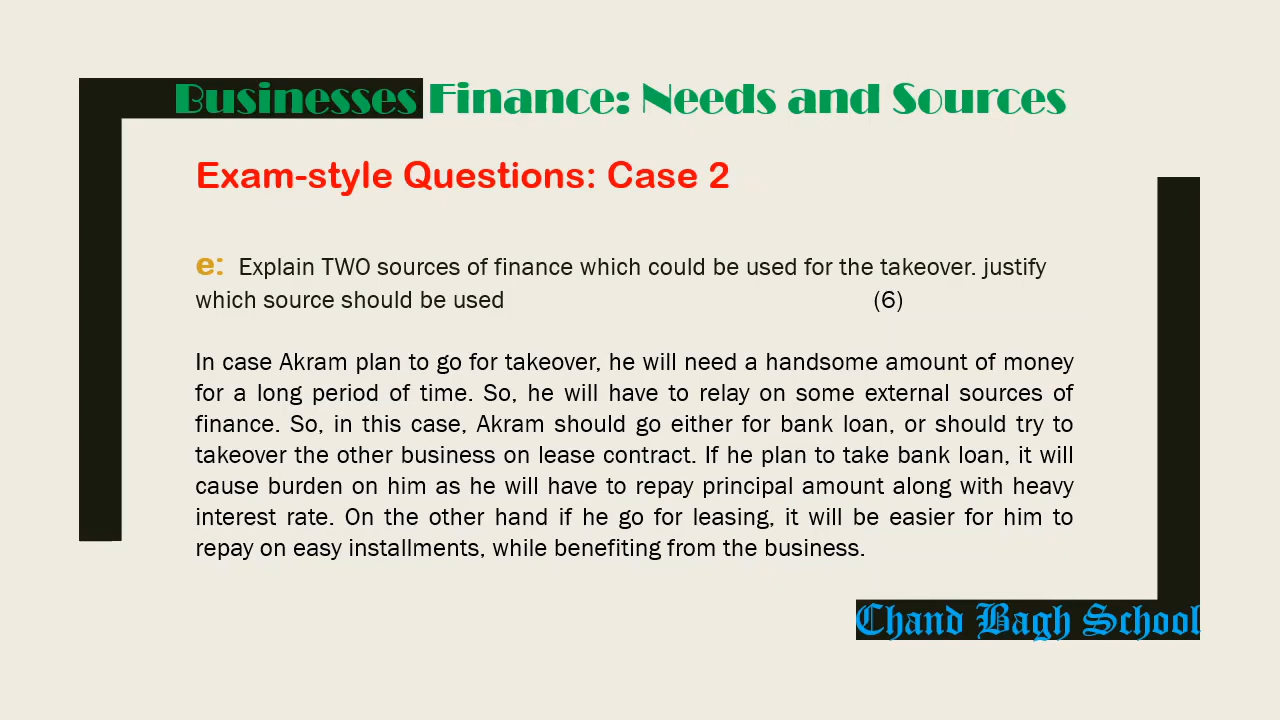 Businesses Finance: Needs and Sources
Exam-style Questions: Case 2
e: Explain TWO sources of finance which could be used for the takeover. justify
which source should be used (6)
In case Akram plan to go for takeover, he will need a handsome amount of money
for a long period of time. So, he will have to relay on some external sources of
finance. So, in this case, Akram should go either for bank loan, or should try to
takeover the other business on lease contract. If he plan to take bank loan, it will
cause burden on him as he will have to repay principal amount along with heavy
interest rate. On the other hand if he go for leasing, it will be easier for him to
repay on easy installments, while benefiting from the business.
Chand Bagh School